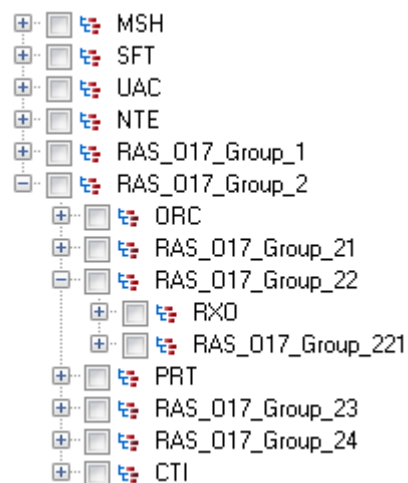 MSH
SFT
UAC
NTE
RAS_O17_Group_1
RAS_O17_Group_2
ORC
RAS_O17_Group_21
RAS_O17_Group_22
RXO
RAS_O17_Group_221
PRT
RAS_O17_Group_23
RAS_O17_Group_24
CTI